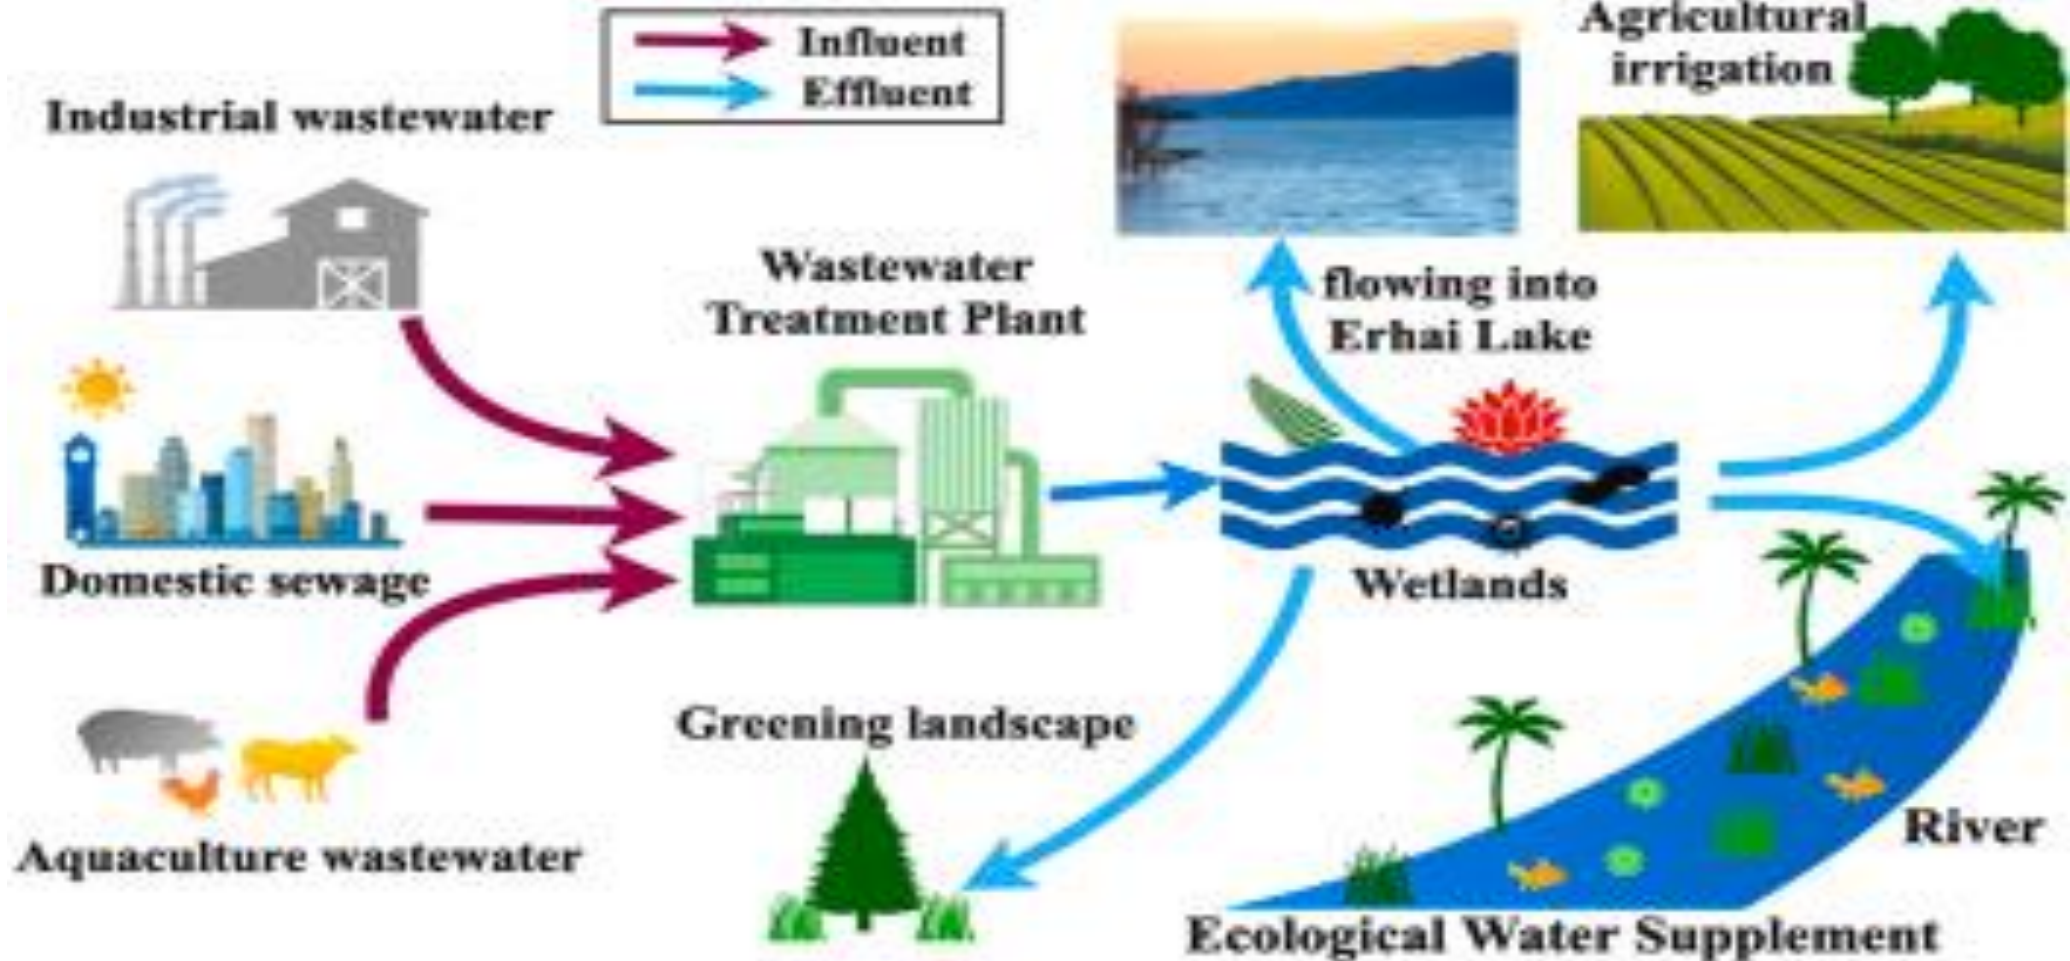 Influent
Effluent
Industrial wastewater
Domestic sewage
Aquaculture wastewater
Wastewater
Treatment Plant
Wetlands
flowing into
Erhai Lake
Agricultural
irrigation
Greening landscape
River
Ecological Water Supplement